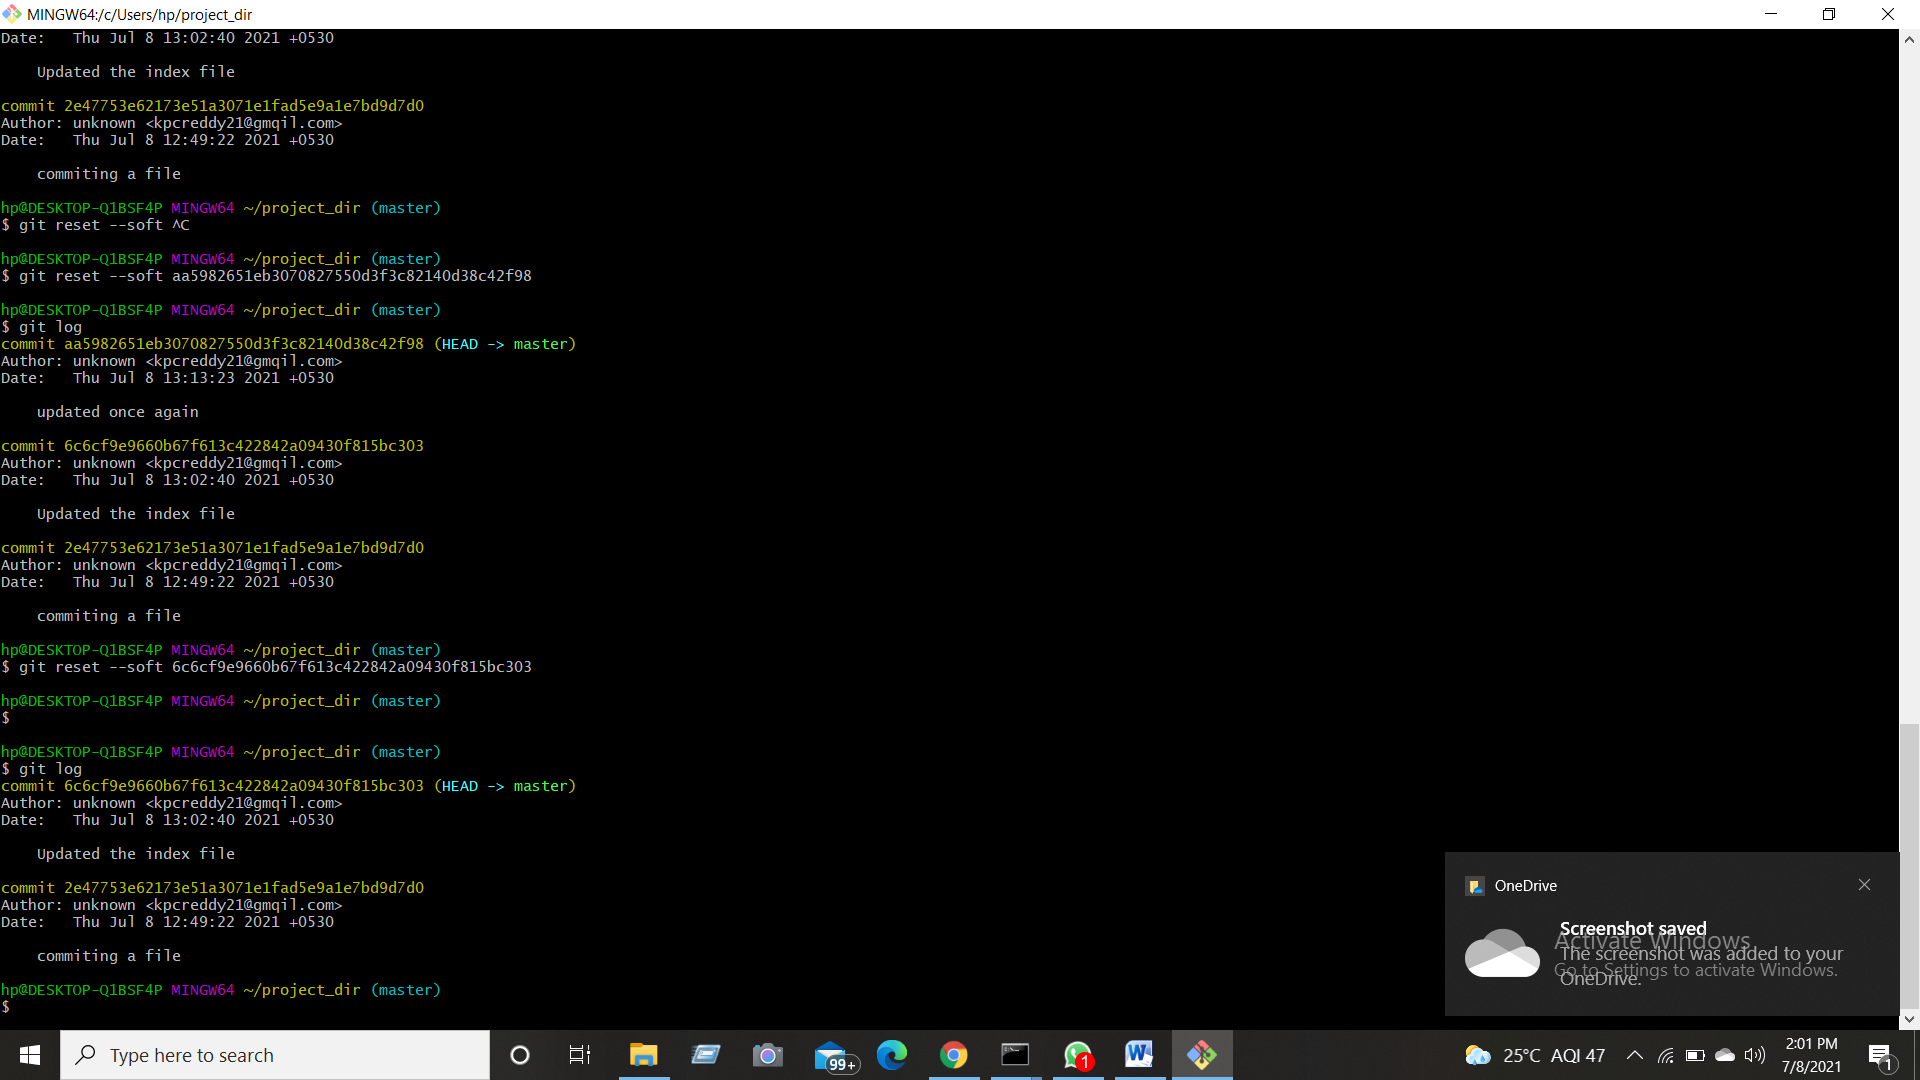 MINGW64:/c/Users/hp/project_dir
Date:   Thu Jul 8 13:02:40 2021 +0530
    Updated the index file
commit 2e47753e62173e51a3071e1fad5e9a1e7bd9d7d0
Author: unknown <kpcreddy21@gmqil.com>
Date:   Thu Jul 8 12:49:22 2021 +0530
    commiting a file
hp@DESKTOP-Q1BSF4P MINGW64 ~/project_dir (master)
$ git reset --soft ^C
hp@DESKTOP-Q1BSF4P MINGW64 ~/project_dir (master)
$ git reset --soft aa5982651eb3070827550d3f3c82140d38c42f98
hp@DESKTOP-Q1BSF4P MINGW64 ~/project_dir (master)
$ git log
commit aa5982651eb3070827550d3f3c82140d38c42f98 (HEAD -> master)
Author: unknown <kpcreddy21@gmqil.com>
Date:   Thu Jul 8 13:13:23 2021 +0530
    updated once again
commit 6c6cf9e9660b67f613c422842a09430f815bc303
Author: unknown <kpcreddy21@gmqil.com>
Date:   Thu Jul 8 13:02:40 2021 +0530
    Updated the index file
commit 2e47753e62173e51a3071e1fad5e9a1e7bd9d7d0
Author: unknown <kpcreddy21@gmqil.com>
Date:   Thu Jul 8 12:49:22 2021 +0530
    commiting a file
hp@DESKTOP-Q1BSF4P MINGW64 ~/project_dir (master)
$ git reset --soft 6c6cf9e9660b67f613c422842a09430f815bc303
hp@DESKTOP-Q1BSF4P MINGW64 ~/project_dir (master)
$
hp@DESKTOP-Q1BSF4P MINGW64 ~/project_dir (master)
$ git log
commit 6c6cf9e9660b67f613c422842a09430f815bc303 (HEAD -> master)
Author: unknown <kpcreddy21@gmqil.com>
Date:   Thu Jul 8 13:02:40 2021 +0530
    Updated the index file
commit 2e47753e62173e51a3071e1fad5e9a1e7bd9d7d0
Author: unknown <kpcreddy21@gmqil.com>
Date:   Thu Jul 8 12:49:22 2021 +0530
    commiting a file
hp@DESKTOP-Q1BSF4P MINGW64 ~/project_dir (master)
$
OneDrive
Screenshot saved
Activate Windows
The screenshot was added to your
Go to Settings to activate Windows.
OneDrive.
Type here to search
99+
1
25°C AQI 47
2:01 PM
7/8/2021
1